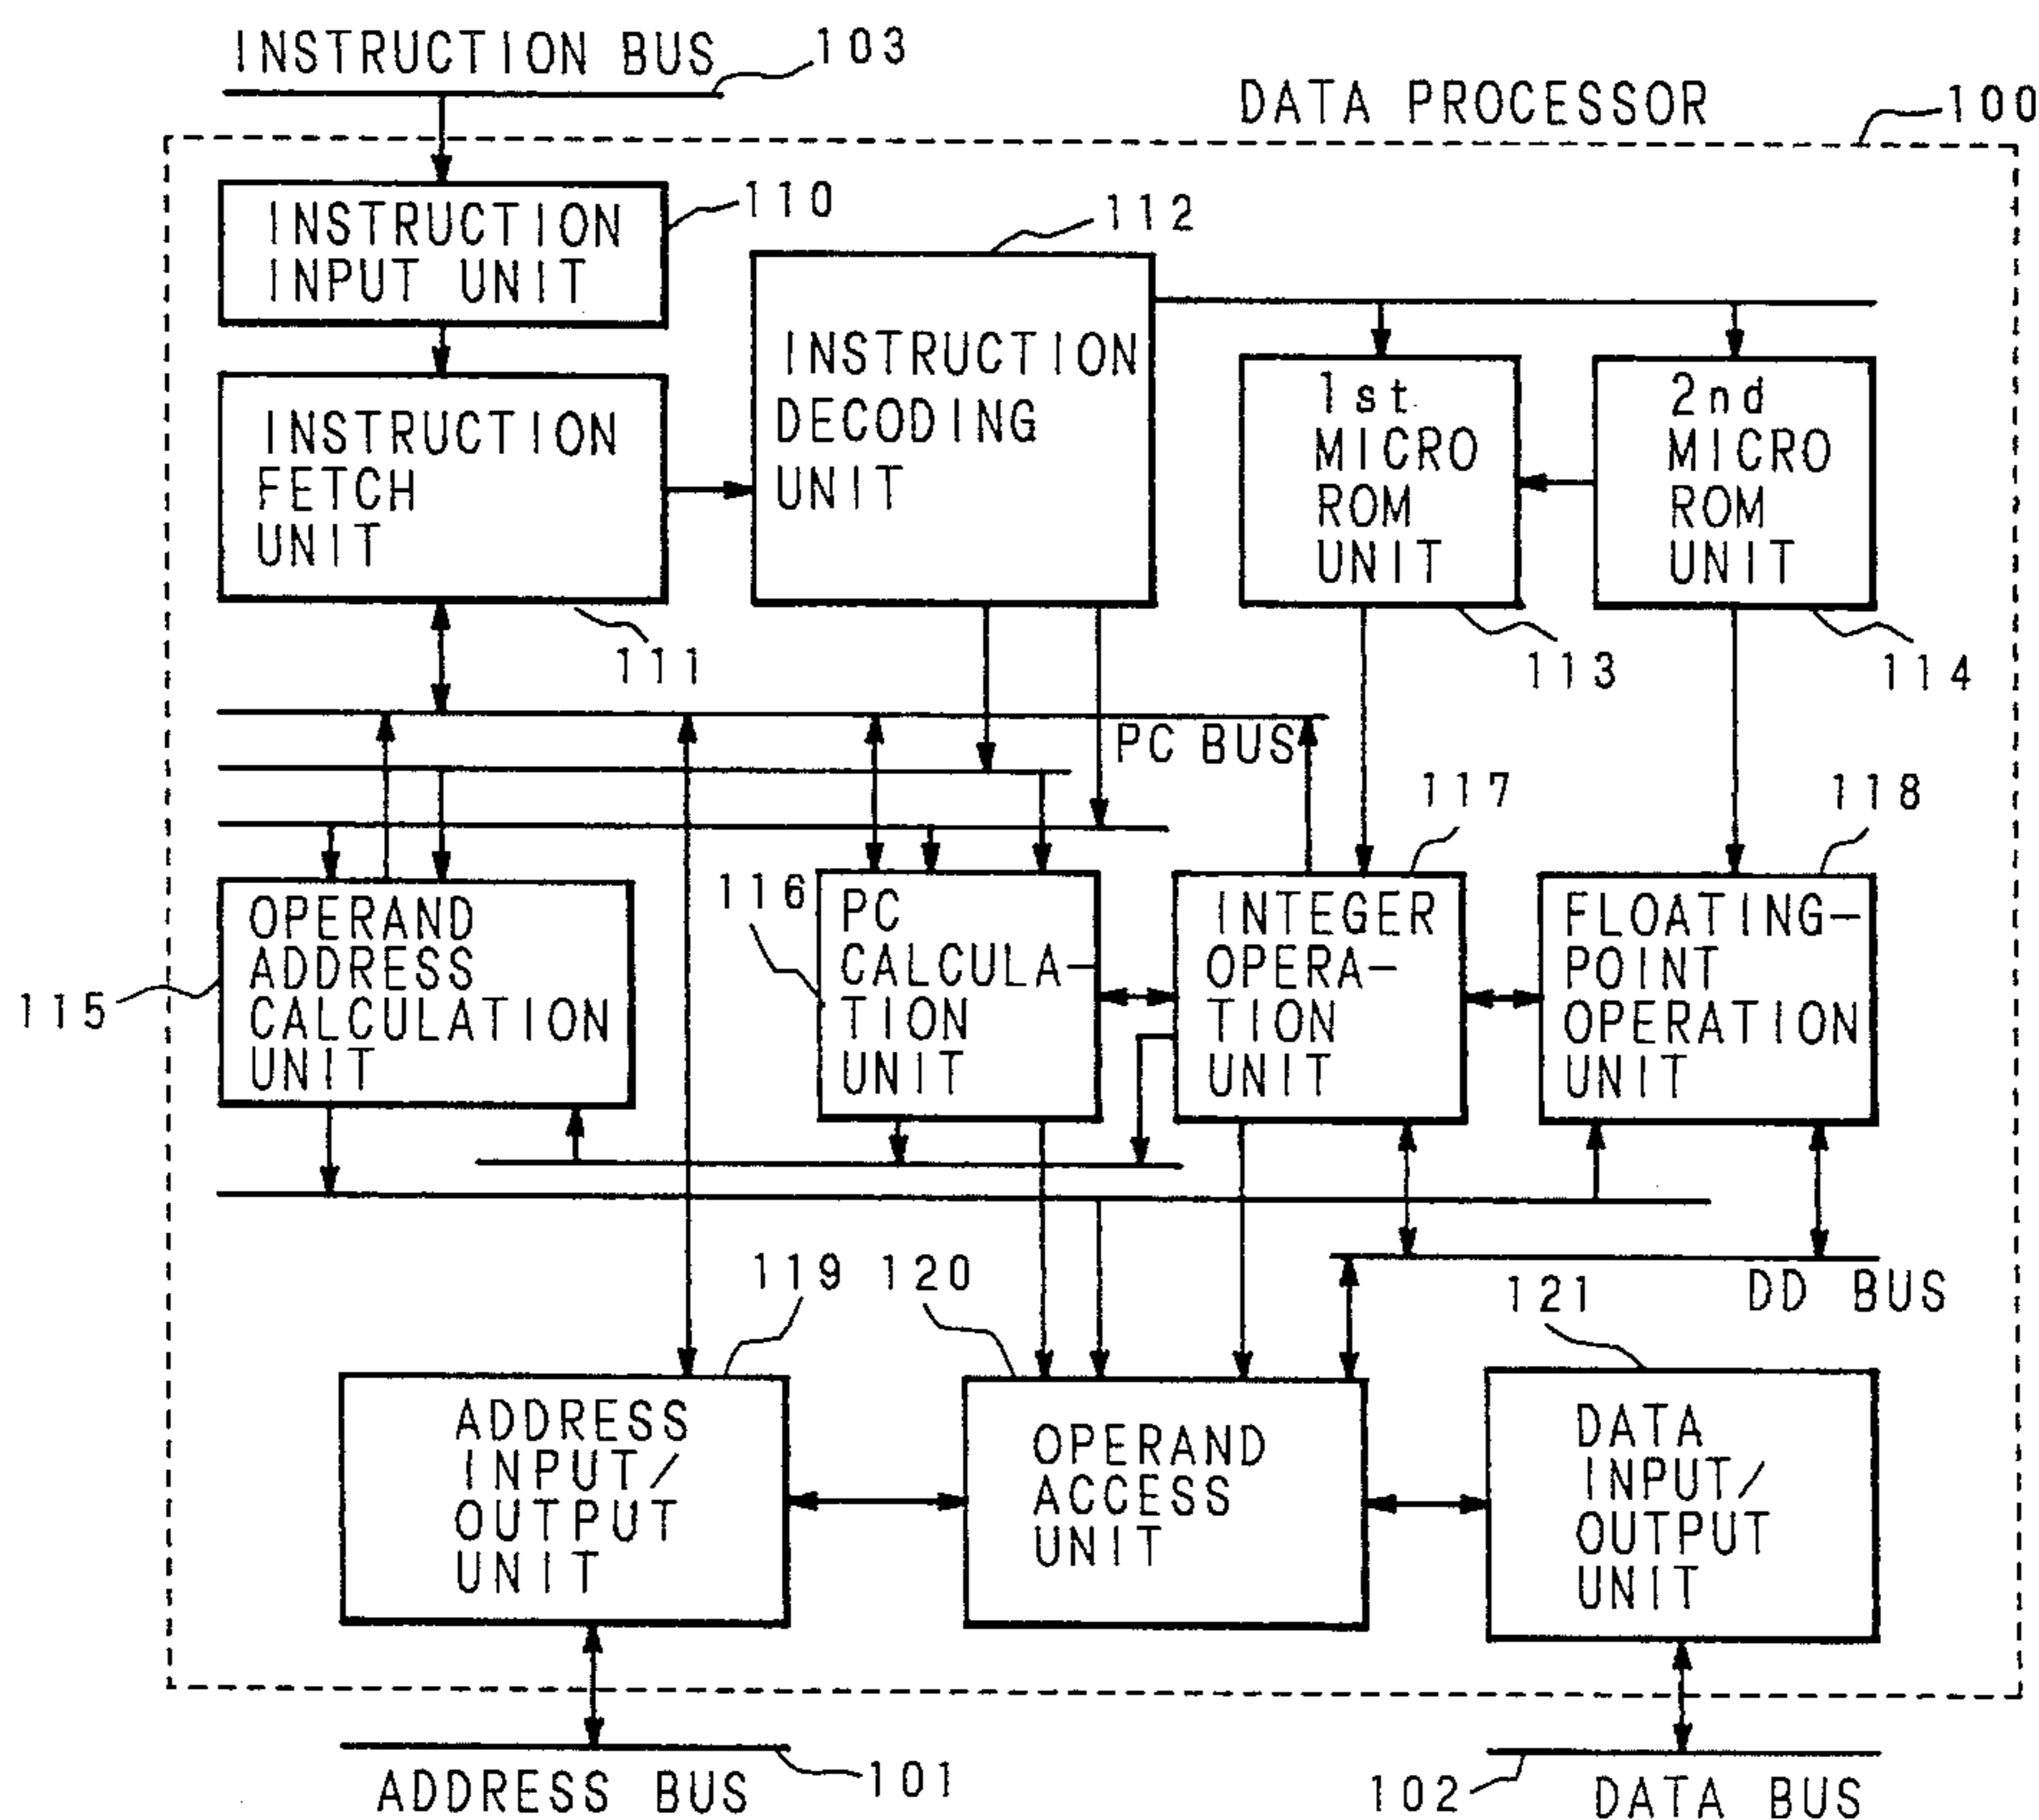 INSTRUCTION BUS
103
DATA PROCESSOR
100
INSTRUCTION
INPUT UNIT
110
112
INSTRUCTION
DECODING
UNIT
1st
MICRO
ROM
UNIT
2nd
MICRO
ROM
UNIT
INSTRUCTION
FETCH
UNIT
111
113
114
PC BUS
117
118
OPERAND
ADDRESS
CALCULATION
UNIT
115
116
PC
CALCULA-
TION
UNIT
INTEGER
OPERA-
TION
UNIT
FLOATING-
POINT
OPERATION
UNIT
119
120
121
DD BUS
ADDRESS
INPUT/
OUTPUT
UNIT
OPERAND
ACCESS
UNIT
DATA
INPUT/
OUTPUT
UNIT
101
ADDRESS BUS
102
DATA BUS